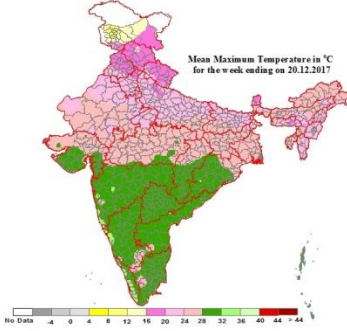 Mean Maximum Temperature in °C
for the week ending on 20.12.2017
No Data -4 0 4 8 12 16 20 24 28 32 36 40 44 > 44